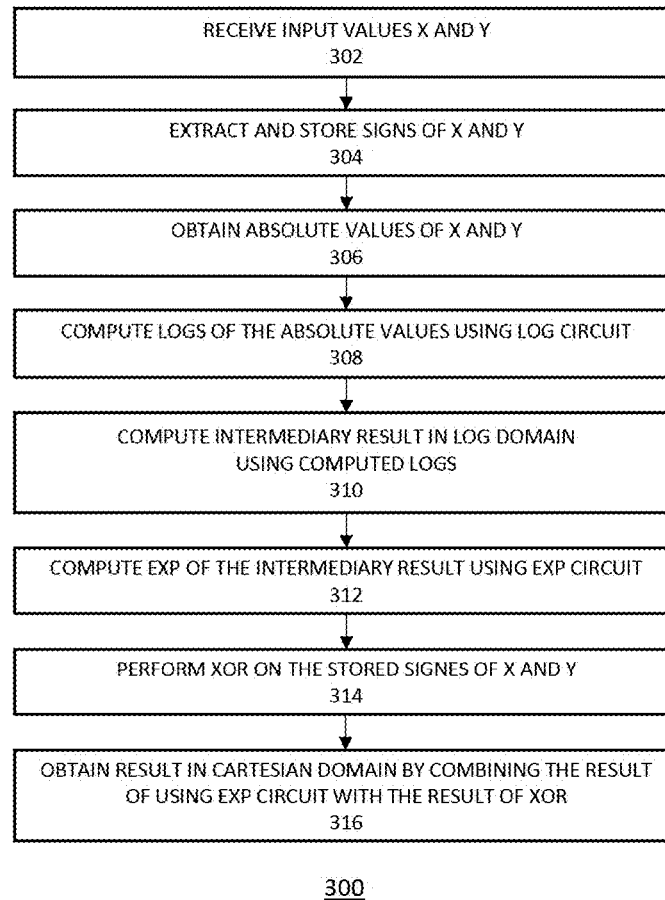 RECEIVE INPUT VALUES X AND Y
302
EXTRACT AND STORE SIGNS OF X AND Y
304
OBTAIN ABSOLUTE VALUES OF X AND Y
306
COMPUTE LOGS OF THE ABSOLUTE VALUES USING LOG CIRCUIT
308
COMPUTE INTERMEDIARY RESULT IN LOG DOMAIN
USING COMPUTED LOGS
310
COMPUTE EXP OF THE INTERMEDIARY RESULT USING EXP CIRCUIT
312
PERFORM XOR ON THE STORED SIGNES OF X AND Y
314
OBTAIN RESULT IN CARTESIAN DOMAIN BY COMBINING THE RESULT
OF USING EXP CIRCUIT WITH THE RESULT OF XOR
316
300